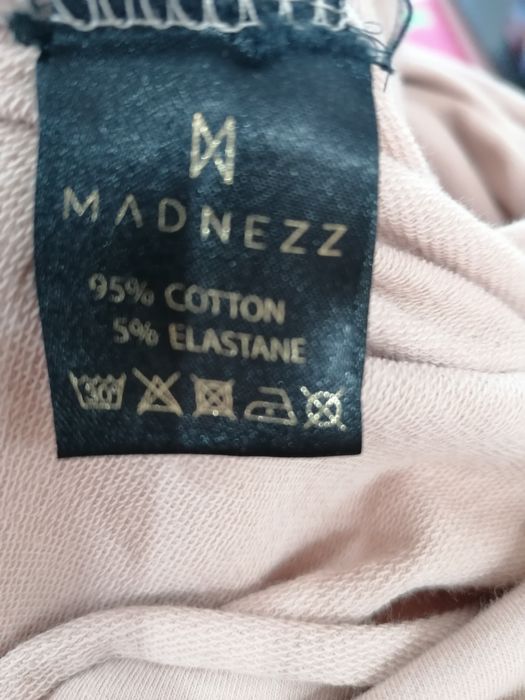 MADNEZZ
95% COTTON
5% ELASTANE
30°